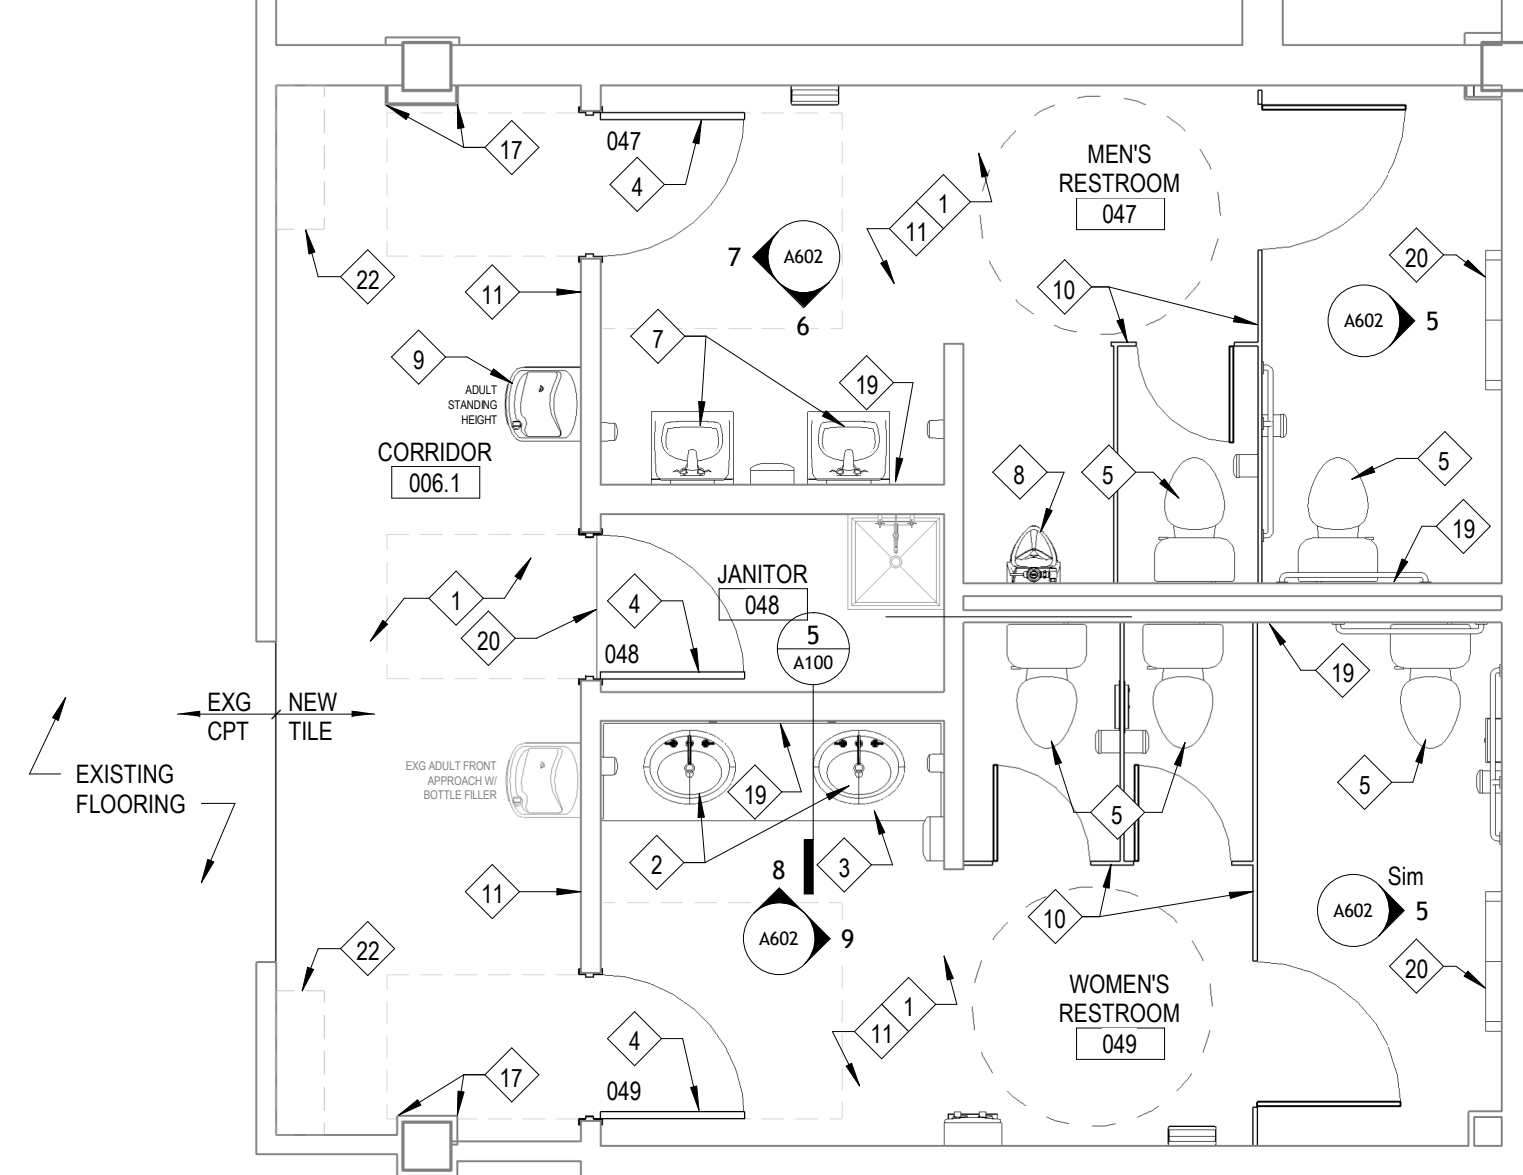 17
047
4
MEN'S
RESTROOM
047
1
11
22
11
7
A602
6
10
20
A602
5
9
ADULT
STANDING
HEIGHT
7
19
CORRIDOR
006.1
8
5
5
19
JANITOR
048
1
20
4
048
5
A100
19
EXG
CPT
NEW
TILE
EXISTING
FLOORING
EXG ADULT FRONT
APPROACH W/
BOTTLE FILLER
19
5
5
2
8
3
11
A602
9
10
Sim
A602
5
22
20
WOMEN'S
RESTROOM
049
1
11
4
17
049